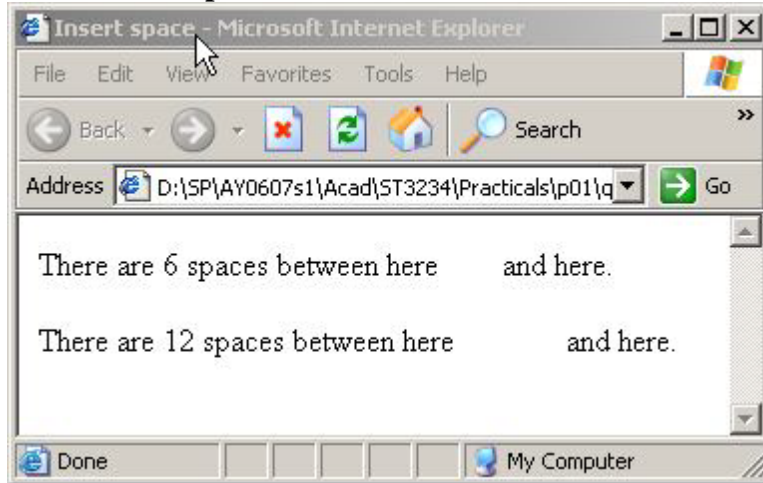 Insert space - Microsoft Internet Explorer
File Edit View Favorites Tools Help
Back Search »
Address D:\SP\AY0607s1\Acad\ST3234\Practicals\p01\q Go
There are 6 spaces between here      and here.
There are 12 spaces between here            and here.
Done My Computer